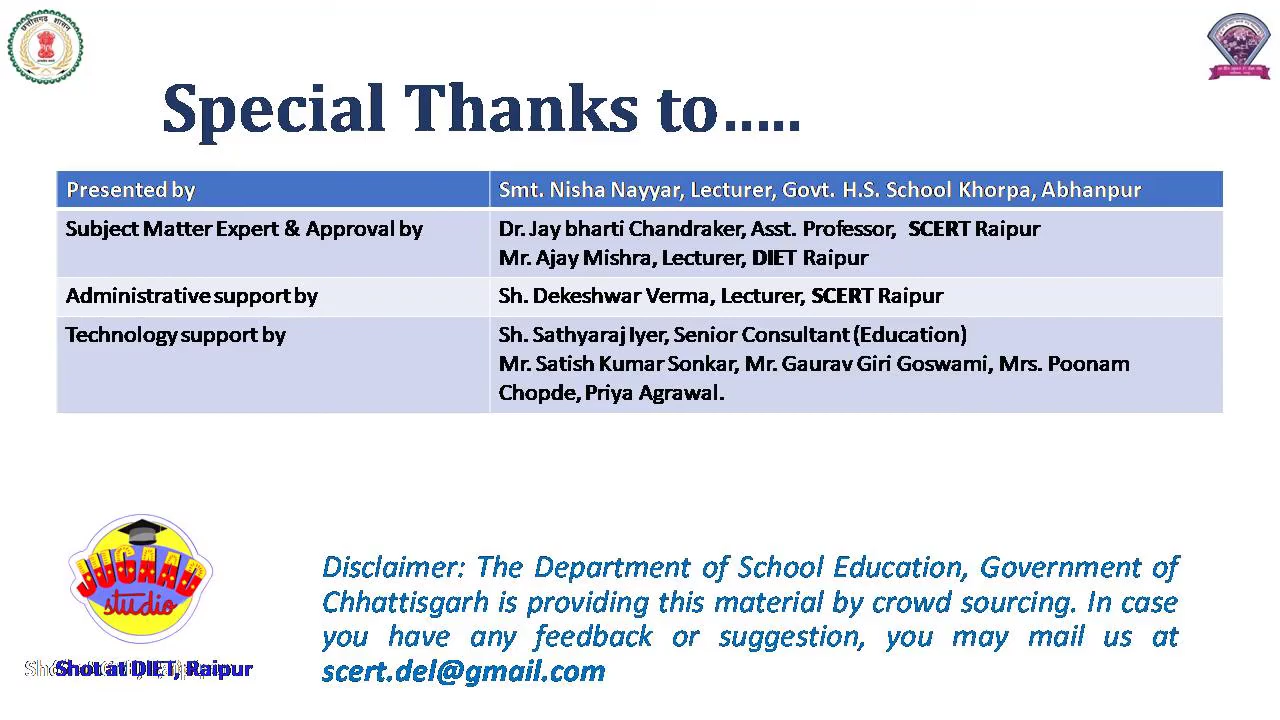 छत्तीसगढ़ शासन
Special Thanks to.....
Presented by
Smt. Nisha Nayyar, Lecturer, Govt. H.S. School Khorpa, Abhanpur
Subject Matter Expert & Approval by
Dr. Jay bharti Chandraker, Asst. Professor, SCERT Raipur
Mr. Ajay Mishra, Lecturer, DIET Raipur
Administrative support by
Sh. Dekeshwar Verma, Lecturer, SCERT Raipur
Technology support by
Sh. Sathyaraj Iyer, Senior Consultant (Education)
Mr. Satish Kumar Sonkar, Mr. Gaurav Giri Goswami, Mrs. Poonam
Chopde, Priya Agrawal.
JUGAAD
studio
Shot at DIET, Raipur
Disclaimer: The Department of School Education, Government of
Chhattisgarh is providing this material by crowd sourcing. In case
you have any feedback or suggestion, you may mail us at
scert.del@gmail.com